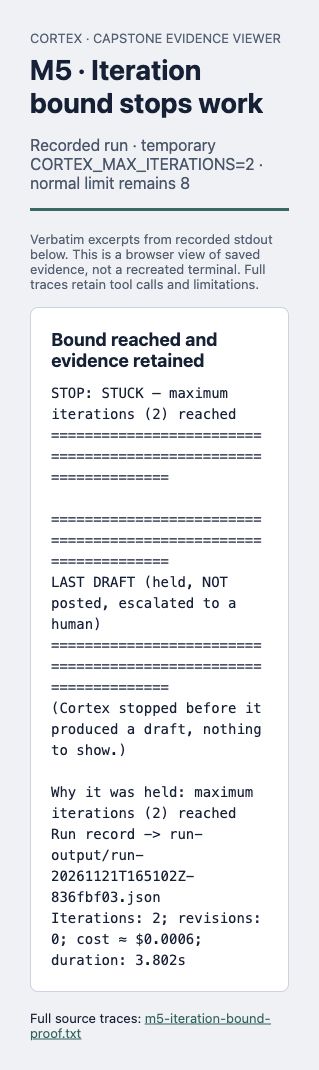 CORTEX · CAPSTONE EVIDENCE VIEWER
M5 · Iteration
bound stops work
Recorded run · temporary
CORTEX_MAX_ITERATIONS=2 ·
normal limit remains 8
Verbatim excerpts from recorded stdout
below. This is a browser view of saved
evidence, not a recreated terminal. Full
traces retain tool calls and limitations.
Bound reached and
evidence retained
STOP: STUCK — maximum
iterations (2) reached
=========================
=========================
==============
=========================
=========================
==============
LAST DRAFT (held, NOT
posted, escalated to a
human)
=========================
=========================
==============
(Cortex stopped before it
produced a draft, nothing
to show.)
Why it was held: maximum
iterations (2) reached
Run record -> run-
output/run-
20261121T165102Z-
836fbf03.json
Iterations: 2; revisions:
0; cost ≈ $0.0006;
duration: 3.802s
Full source traces: m5-iteration-bound-
proof.txt